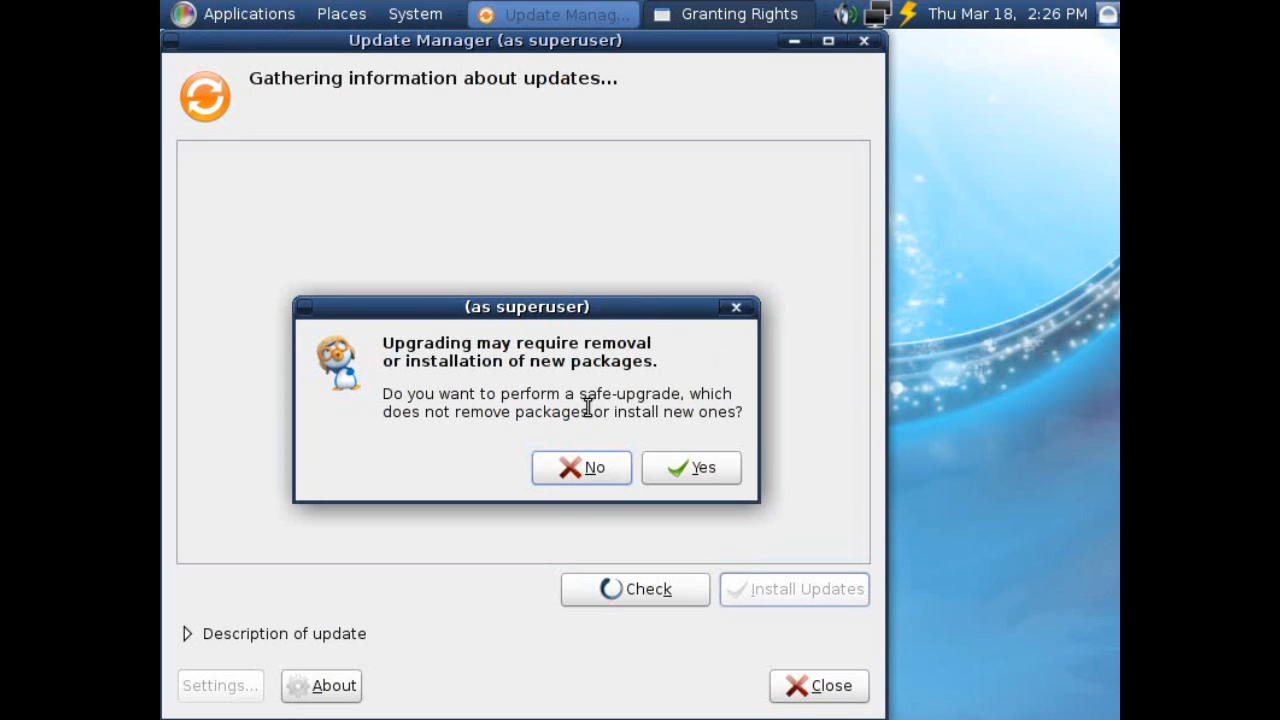 Applications Places System Update Manag... Granting Rights Thu Mar 18, 2:26 PM
Update Manager (as superuser)
Gathering information about updates...
(as superuser)
Upgrading may require removal
or installation of new packages.
Do you want to perform a safe-upgrade, which
does not remove packages or install new ones?
No Yes
Check Install Updates
Description of update
Settings... About Close